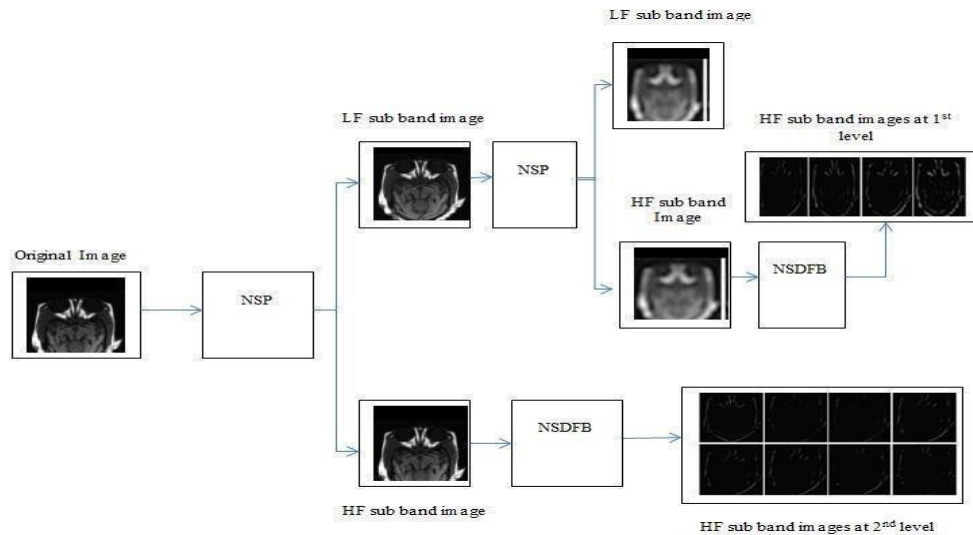 LF sub band image
LF sub band image
HF sub band images at 1st
level
NSP
HF sub band
Image
Original Image
NSDFB
NSP
NSDFB
HF sub band image
HF sub band images at 2nd level